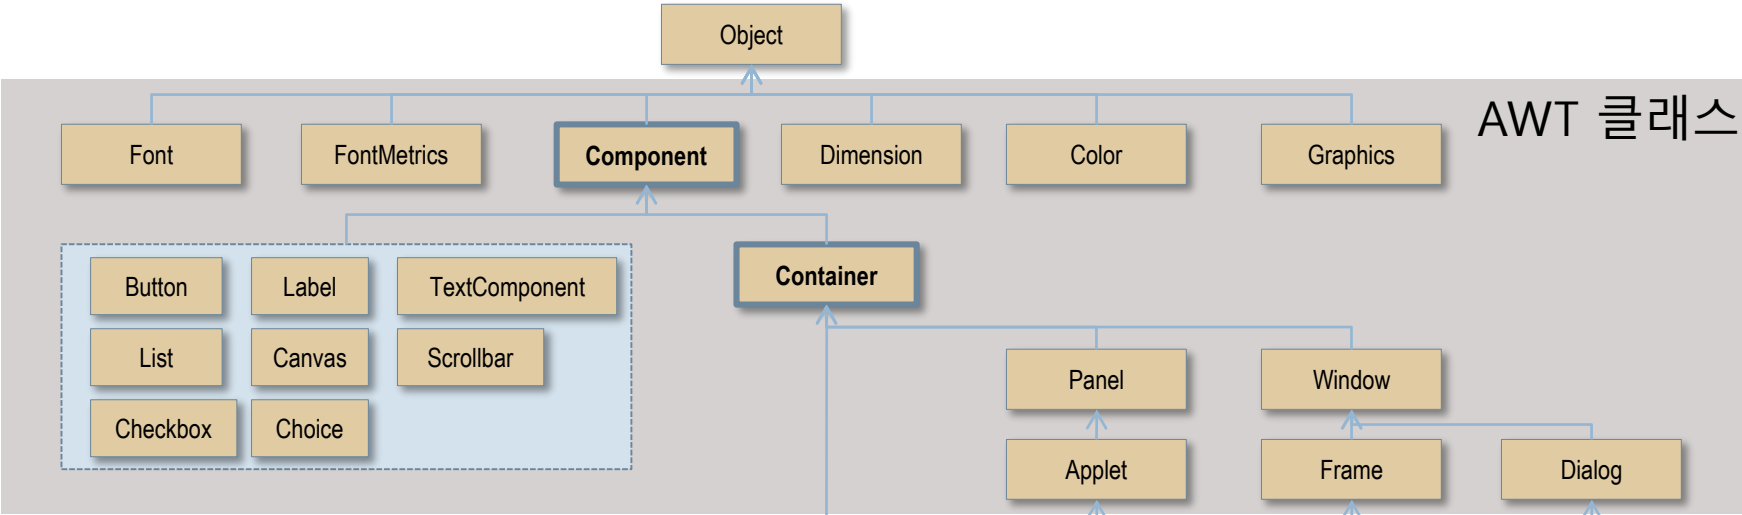 Object
AWT 클래스
Font
FontMetrics
Component
Dimension
Color
Graphics
Button
Label
TextComponent
Container
List
Canvas
Scrollbar
Panel
Window
Checkbox
Choice
Applet
Frame
Dialog